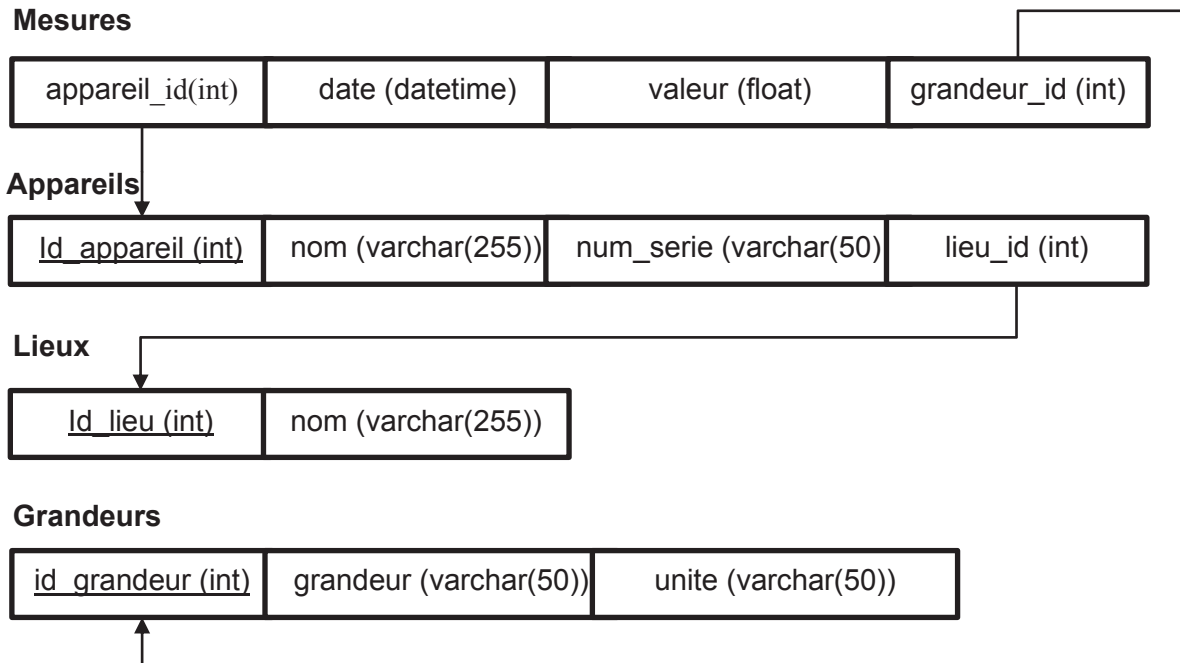 Mesures
appareil_id(int) date (datetime) valeur (float) grandeur_id (int)
Appareils
Id_appareil (int) nom (varchar(255)) num_serie (varchar(50) lieu_id (int)
Lieux
Id_lieu (int) nom (varchar(255))
Grandeurs
id_grandeur (int) grandeur (varchar(50)) unite (varchar(50))